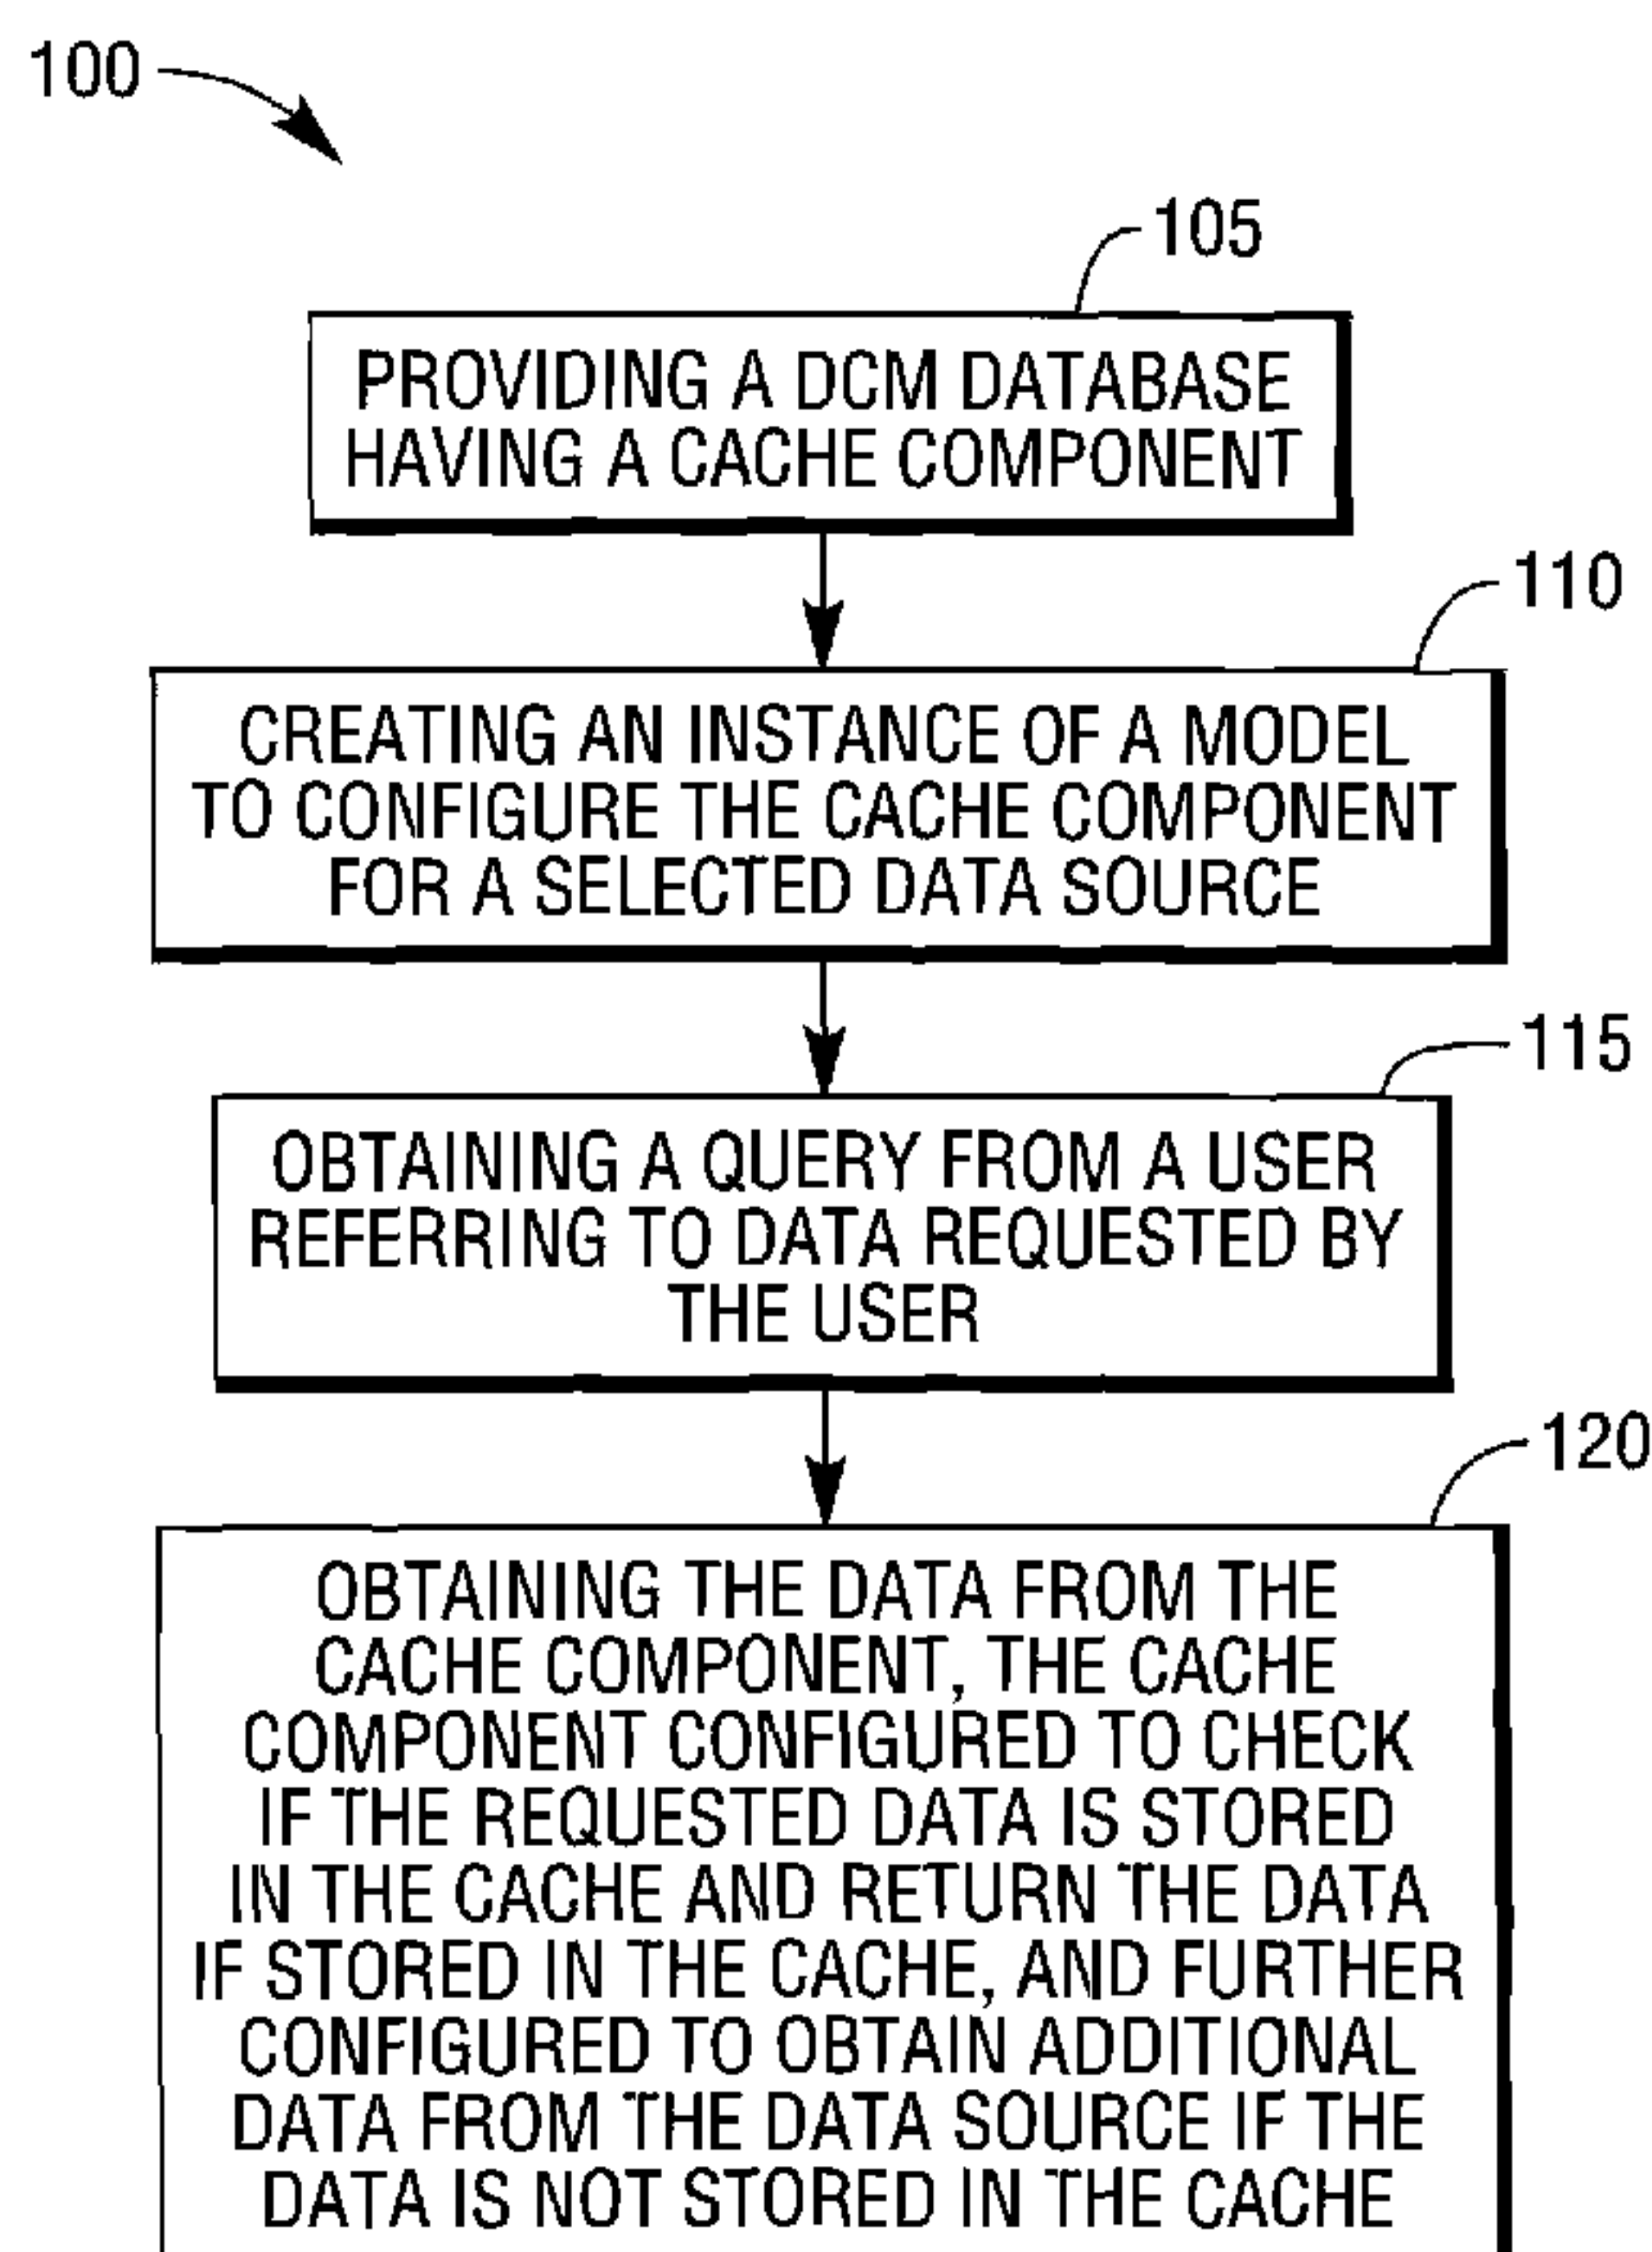 100
105
PROVIDING A DCM DATABASE
HAVING A CACHE COMPONENT
110
CREATING AN INSTANCE OF A MODEL
TO CONFIGURE THE CACHE COMPONENT
FOR A SELECTED DATA SOURCE
115
OBTAINING A QUERY FROM A USER
REFERRING TO DATA REQUESTED BY
THE USER
120
OBTAINING THE DATA FROM THE
CACHE COMPONENT, THE CACHE
COMPONENT CONFIGURED TO CHECK
IF THE REQUESTED DATA IS STORED
IN THE CACHE AND RETURN THE DATA
IF STORED IN THE CACHE, AND FURTHER
CONFIGURED TO OBTAIN ADDITIONAL
DATA FROM THE DATA SOURCE IF THE
DATA IS NOT STORED IN THE CACHE